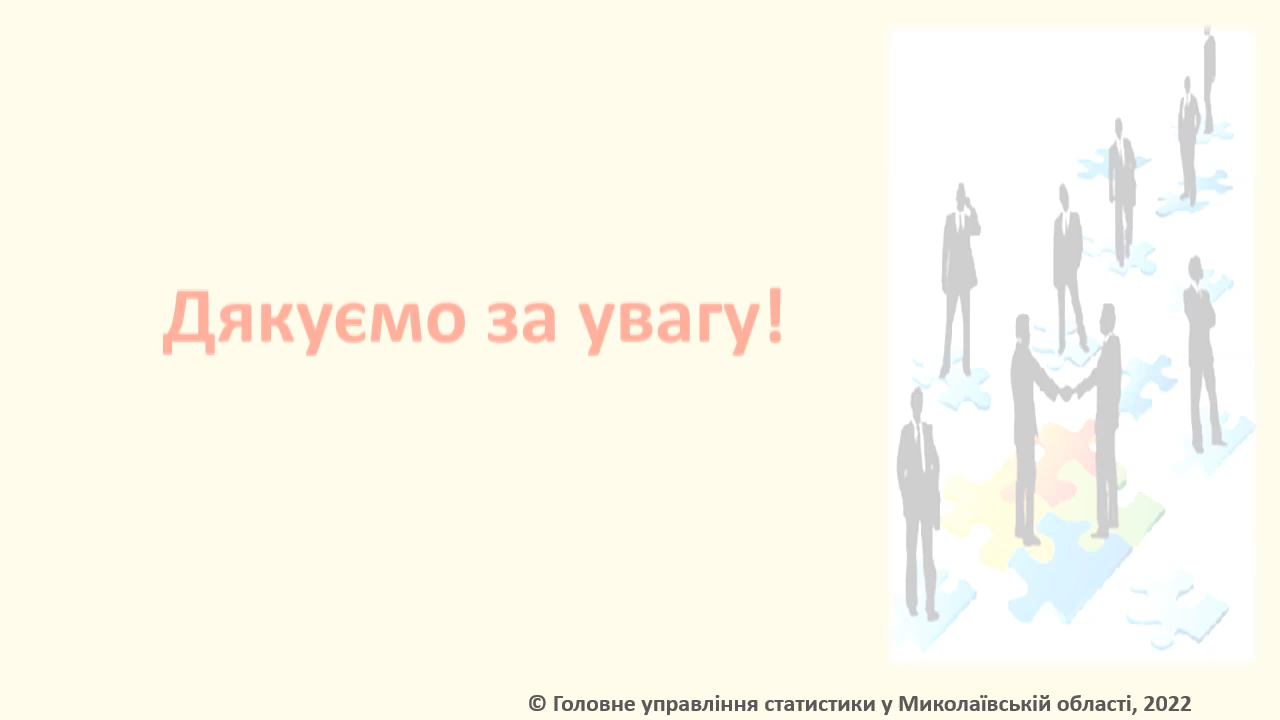 Дякуємо за увагу!
© Головне управління статистики у Миколаївській області, 2022